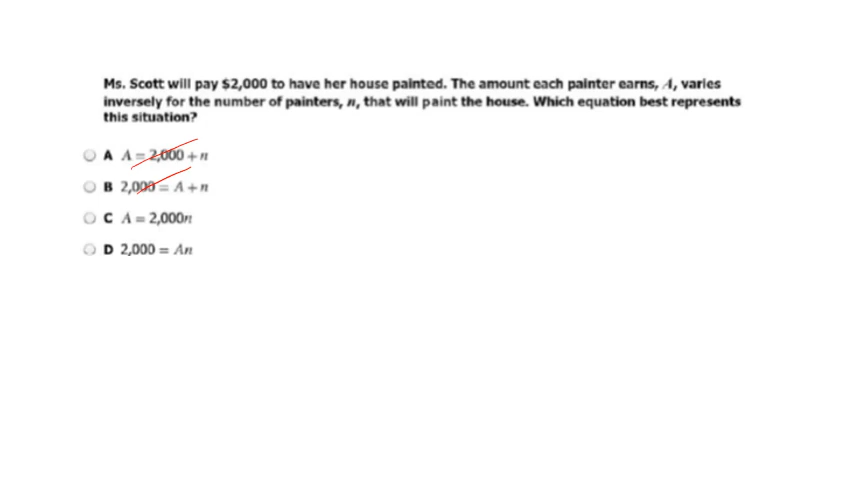 Ms. Scott will pay $2,000 to have her house painted. The amount each painter earns, A, varies
inversely for the number of painters, n, that will paint the house. Which equation best represents
this situation?
A A = 2,000 + n
B 2,000 = A + n
C A = 2,000n
D 2,000 = An